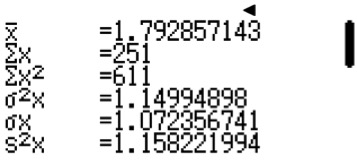 x̄ =1.792857143
Σx =251
Σx² =611
σ²x =1.14994898
σx =1.072356741
s²x =1.158221994